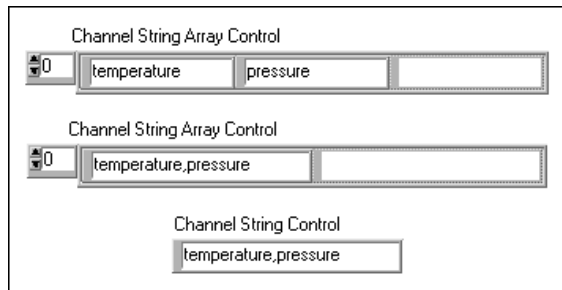 Channel String Array Control
0 temperature pressure
Channel String Array Control
0 temperature,pressure
Channel String Control
temperature,pressure